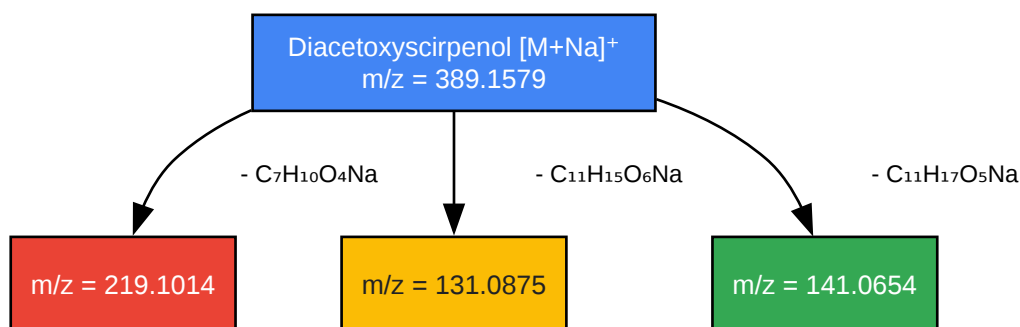 Diacetoxyscirpenol [M+Na]⁺
m/z = 389.1579
- C₇H₁₀O₄Na
- C₁₁H₁₅O₆Na
- C₁₁H₁₇O₅Na
m/z = 219.1014
m/z = 131.0875
m/z = 141.0654